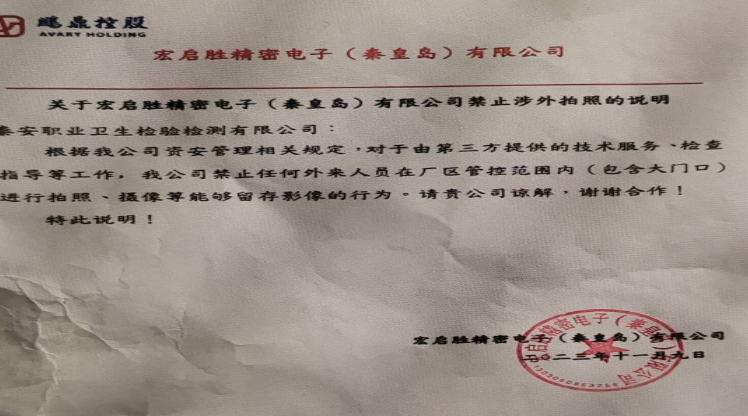 鹏鼎控股
AVARY HOLDING
宏启胜精密电子（秦皇岛）有限公司
关于宏启胜精密电子（秦皇岛）有限公司禁止涉外拍照的说明
泰安职业卫生检验检测有限公司：
根据我公司资安管理相关规定，对于由第三方提供的技术服务、检查
指导等工作，我公司禁止任何外来人员在厂区管控范围内（包含大门口）
进行拍照、摄像等能够留存影像的行为。请贵公司谅解，谢谢合作！
特此说明！
宏启胜精密电子（秦皇岛）有限公司
二〇二三年十一月九日